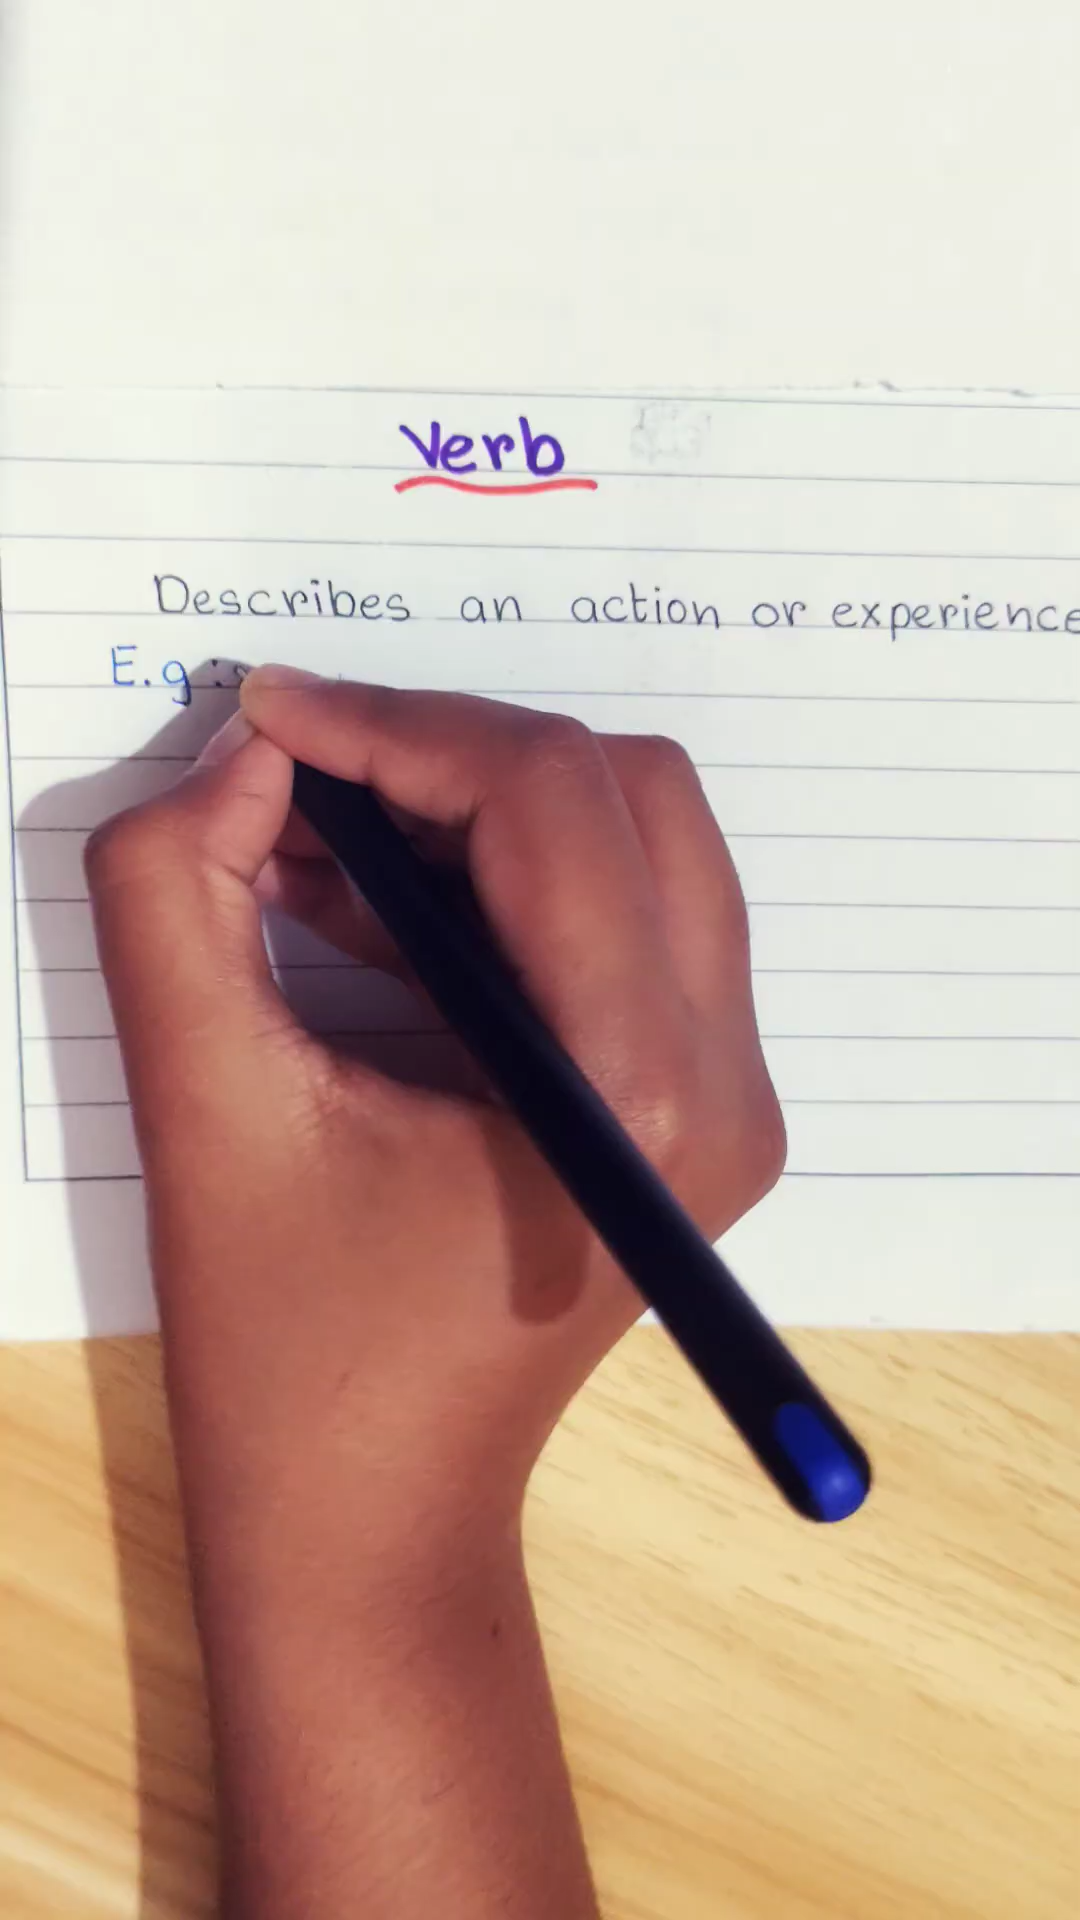 Verb
Describes an action or experience
E.g :